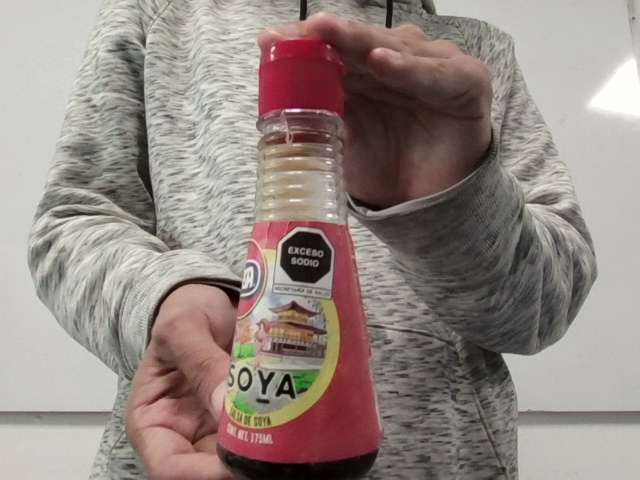 EXCESO
SODIO
SECRETARÍA DE SALUD
SOYA
SALSA DE SOYA
CONT. NET. 175ML